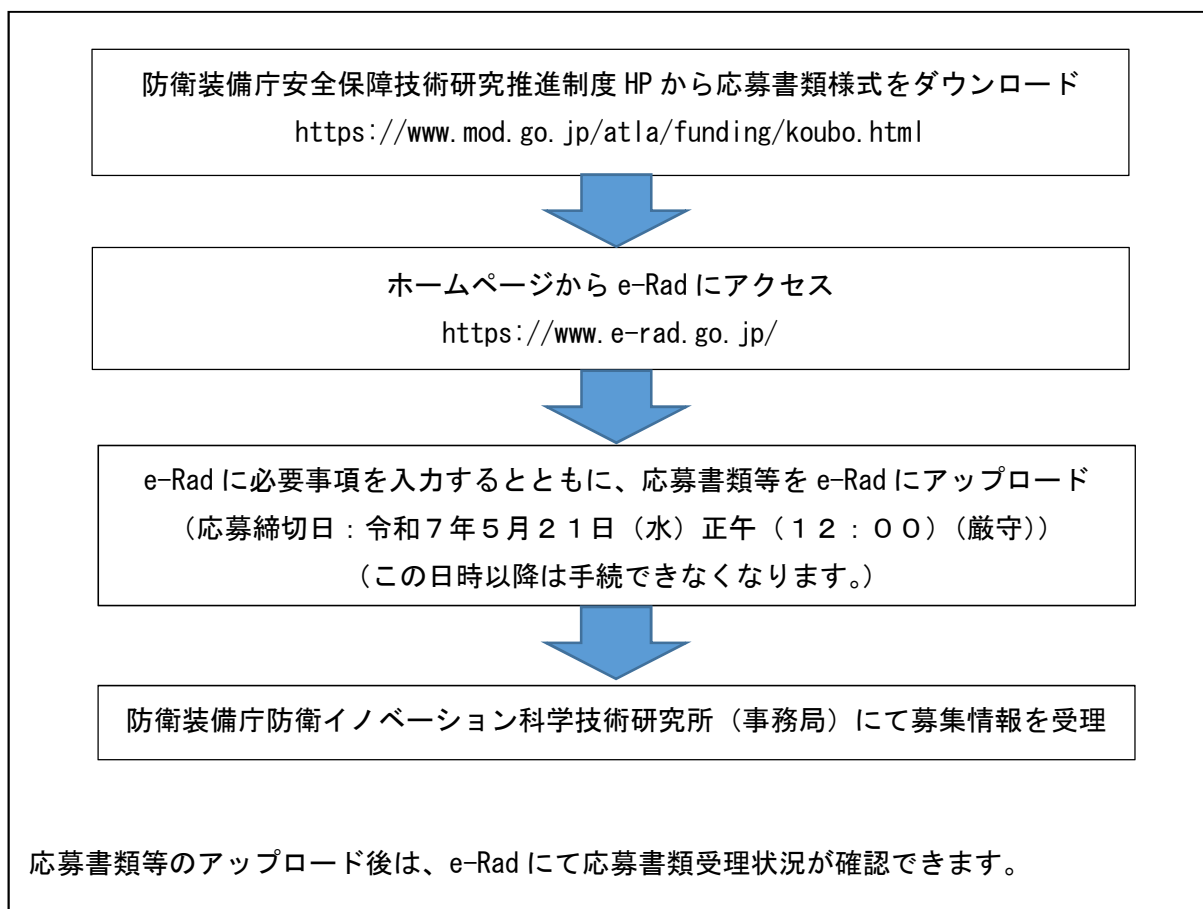 防衛装備庁安全保障技術研究推進制度 HP から応募書類様式をダウンロード
https://www.mod.go.jp/atla/funding/koubo.html
ホームページから e-Rad にアクセス
https://www.e-rad.go.jp/
e-Rad に必要事項を入力するとともに、応募書類等を e-Rad にアップロード
（応募締切日：令和７年５月２１日（水）正午（１２：００）（厳守））
（この日時以降は手続できなくなります。）
防衛装備庁防衛イノベーション科学技術研究所（事務局）にて募集情報を受理
応募書類等のアップロード後は、e-Rad にて応募書類受理状況が確認できます。